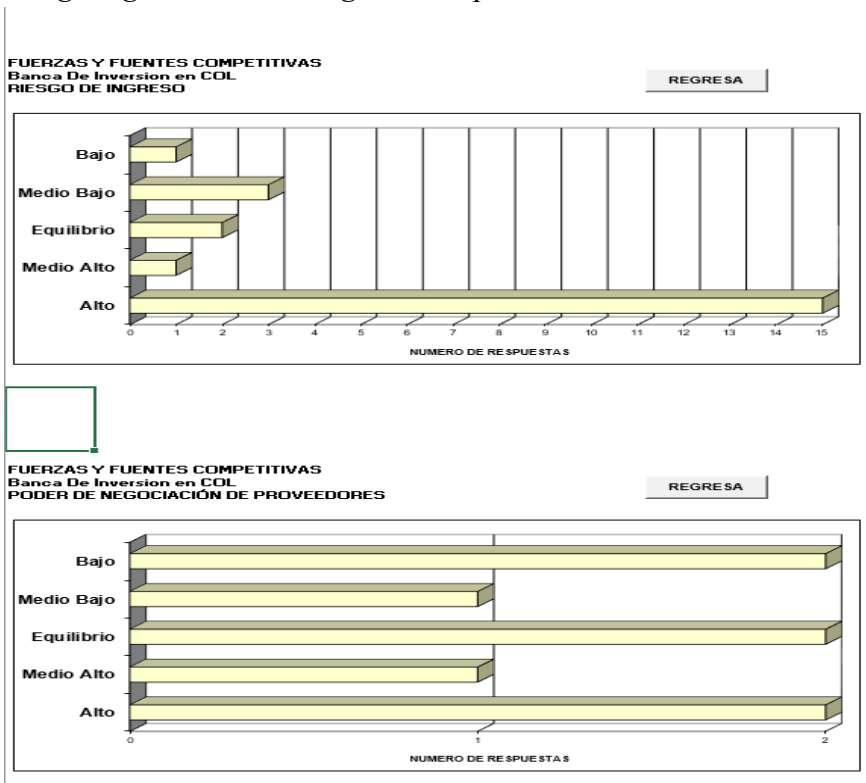 FUERZAS Y FUENTES COMPETITIVAS
Banca De Inversion en COL
RIESGO DE INGRESO
REGRESA
Bajo
Medio Bajo
Equilibrio
Medio Alto
Alto
0 1 2 3 4 5 6 7 8 9 10 11 12 13 14 15
NUMERO DE RESPUESTAS
FUERZAS Y FUENTES COMPETITIVAS
Banca De Inversion en COL
PODER DE NEGOCIACIÓN DE PROVEEDORES
REGRESA
Bajo
Medio Bajo
Equilibrio
Medio Alto
Alto
0 1 2
NUMERO DE RESPUESTAS